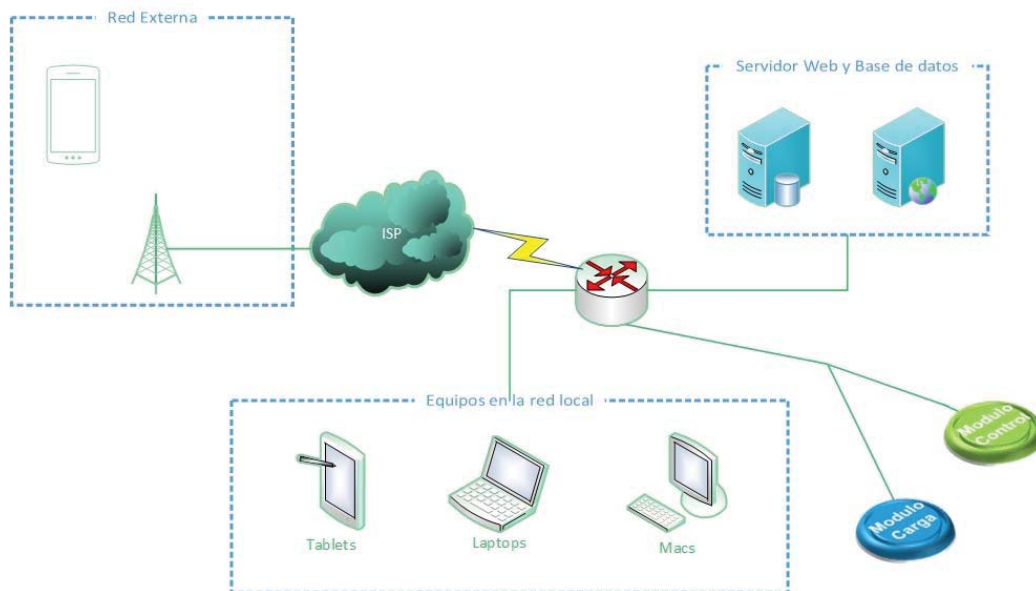 Red Externa
Servidor Web y Base de datos
ISP
Equipos en la red local
Tablets
Laptops
Macs
Modulo
Control
Modulo
Carga